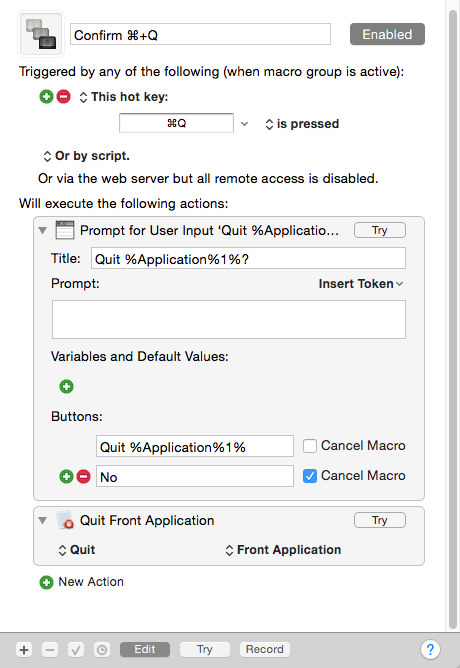 Confirm ⌘+Q
Enabled
Triggered by any of the following (when macro group is active):
This hot key:
⌘Q
is pressed
Or by script.
Or via the web server but all remote access is disabled.
Will execute the following actions:
Prompt for User Input ‘Quit %Applicatio...
Try
Title:
Quit %Application%1%?
Prompt:
Insert Token
Variables and Default Values:
Buttons:
Quit %Application%1%
Cancel Macro
No
Cancel Macro
Quit Front Application
Try
Quit
Front Application
New Action
Edit
Try
Record
?